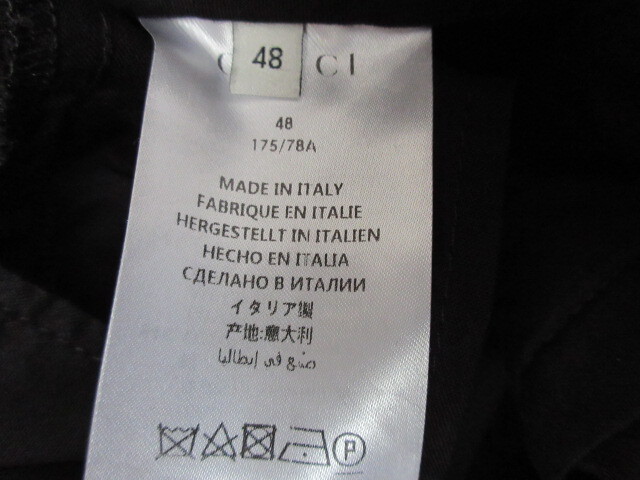 G CI
48
48
175/78A
MADE IN ITALY
FABRIQUE EN ITALIE
HERGESTELLT IN ITALIEN
HECHO EN ITALIA
СДЕЛАНО В ИТАЛИИ
イタリア製
产地:意大利
صنع في إيطاليا
P